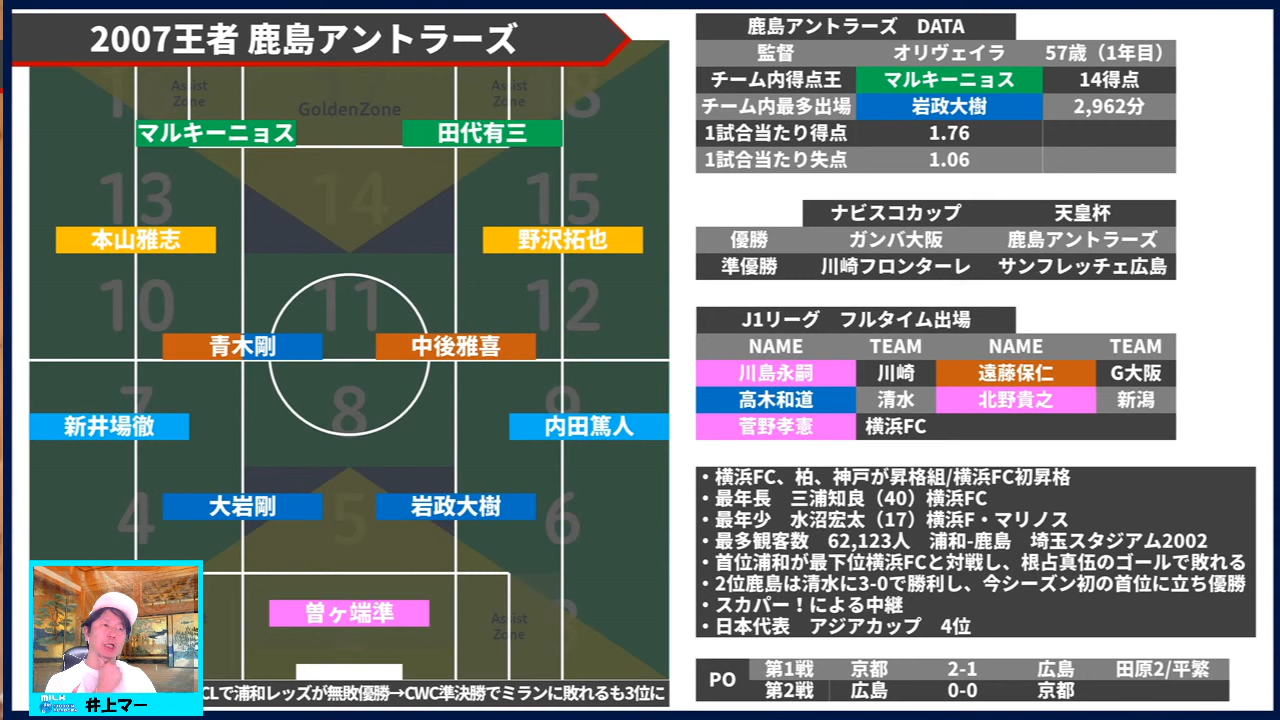 2007王者 鹿島アントラーズ
Assist Zone
GoldenZone
Assist Zone
18
マルキーニョス
田代有三
13
14
15
本山雅志
野沢拓也
10
11
12
青木剛
中後雅喜
7
8
9
新井場徹
内田篤人
大岩剛
岩政大樹
4
5
6
曽ヶ端準
Assist Zone
3
CLで浦和レッズが無敗優勝→CWC準決勝でミランに敗れるも3位に
井上マー
鹿島アントラーズ DATA
監督 オリヴェイラ 57歳（1年目）
チーム内得点王 マルキーニョス 14得点
チーム内最多出場 岩政大樹 2,962分
1試合当たり得点 1.76
1試合当たり失点 1.06
ナビスコカップ 天皇杯
優勝 ガンバ大阪 鹿島アントラーズ
準優勝 川崎フロンターレ サンフレッチェ広島
J1リーグ フルタイム出場
NAME TEAM NAME TEAM
川島永嗣 川崎 遠藤保仁 G大阪
高木和道 清水 北野貴之 新潟
菅野孝憲 横浜FC
・横浜FC、柏、神戸が昇格組/横浜FC初昇格
・最年長 三浦知良（40）横浜FC
・最年少 水沼宏太（17）横浜F・マリノス
・最多観客数 62,123人 浦和-鹿島 埼玉スタジアム2002
・首位浦和が最下位横浜FCと対戦し、根占真伍のゴールで敗れる
・2位鹿島は清水に3-0で勝利し、今シーズン初の首位に立ち優勝
・スカパー！による中継
・日本代表 アジアカップ 4位
PO
第1戦 京都 2-1 広島 田原2/平繁
第2戦 広島 0-0 京都